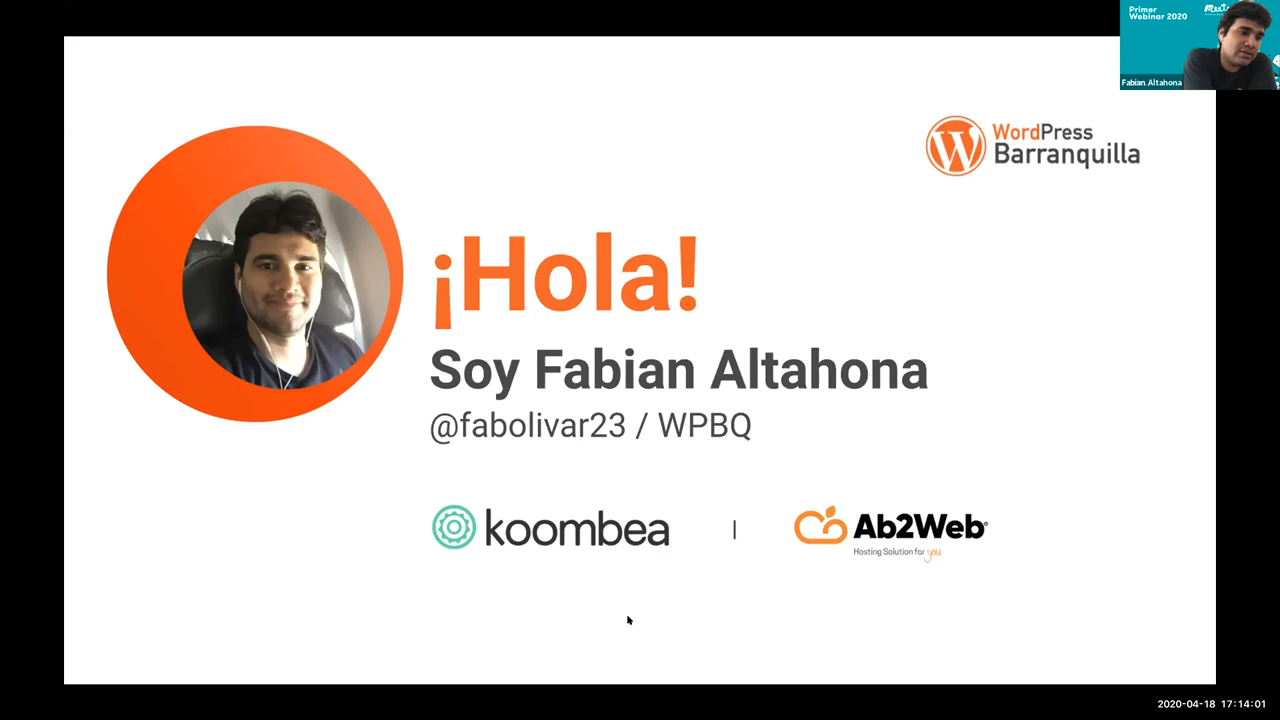 Primer
Webinar 2020
Fabian Altahona
WordPress
Barranquilla
¡Hola!
Soy Fabian Altahona
@fabolivar23 / WPBQ
koombea
|
Ab2Web®
Hosting Solution for you.
2020-04-18 17:14:01